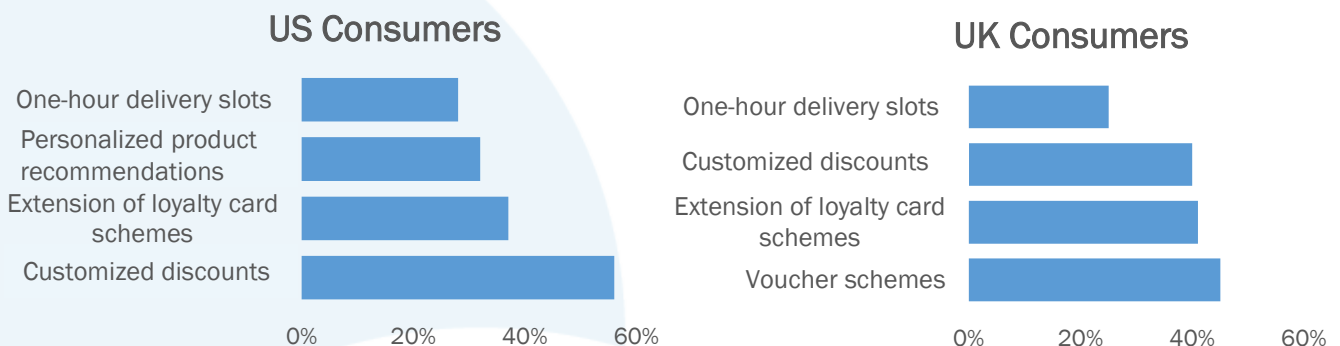 US Consumers
One-hour delivery slots
Personalized product
recommendations
Extension of loyalty card
schemes
Customized discounts
0% 20% 40% 60%
UK Consumers
One-hour delivery slots
Customized discounts
Extension of loyalty card
schemes
Voucher schemes
0% 20% 40% 60%